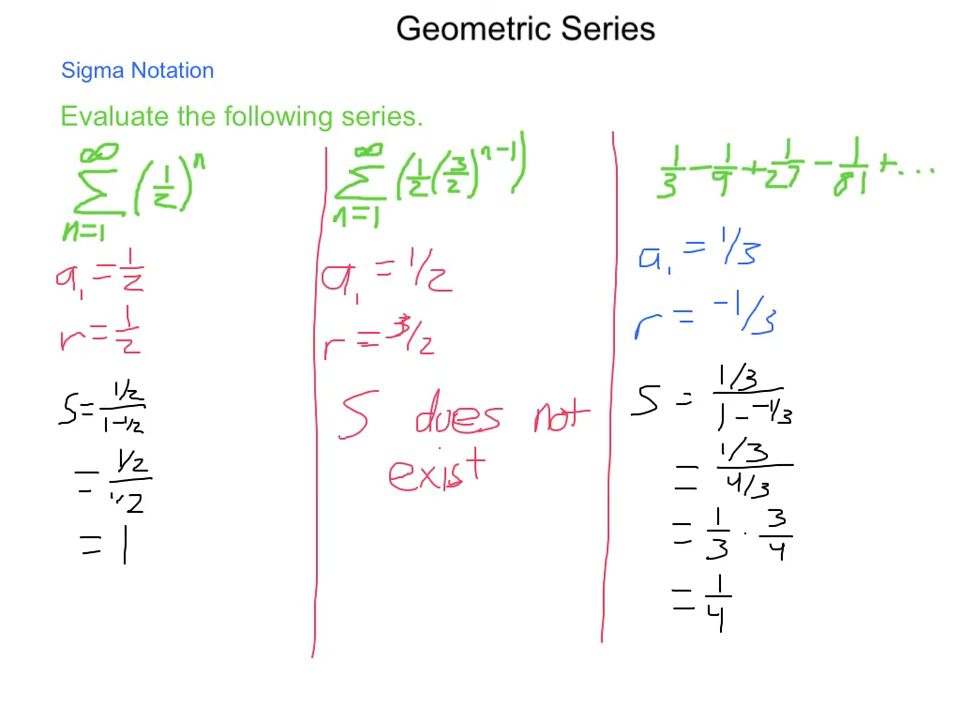 Geometric Series
Sigma Notation
Evaluate the following series.
∞
∑ (1/2)^n
n=1
a₁ = 1/2
r = 1/2
S = (1/2)/(1-1/2)
= (1/2)/(1/2)
= 1
∞
∑ (1/2(3/2)^(n-1))
n=1
a₁ = 1/2
r = 3/2
S does not
exist
1/3 - 1/9 + 1/27 - 1/81 + ...
a₁ = 1/3
r = -1/3
S = (1/3)/(1--1/3)
= (1/3)/(4/3)
= 1/3 · 3/4
= 1/4